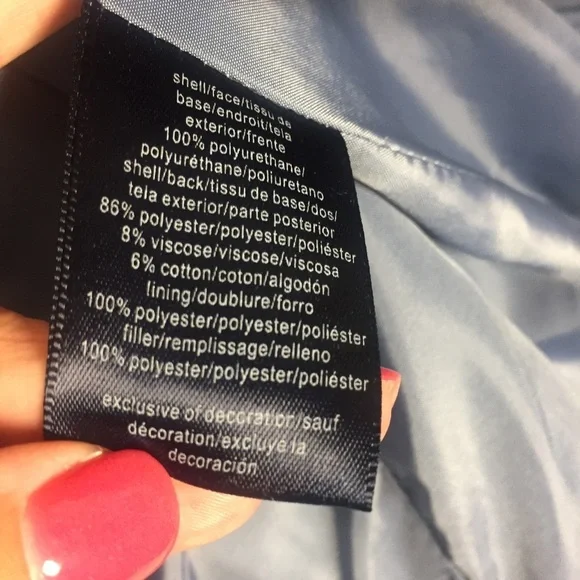 shell/face/tissu de
base/endroit/tela
exterior/frente
100% polyurethane/
polyuréthane/poliuretano
shell/back/tissu de base/dos/
tela exterior/parte posterior
86% polyester/polyester/poliéster
8% viscose/viscose/viscosa
6% cotton/coton/algodón
lining/doublure/forro
100% polyester/polyester/poliéster
filler/remplissage/relleno
100% polyester/polyester/poliéster
exclusive of decoration/sauf
décoration/excluye la
decoración